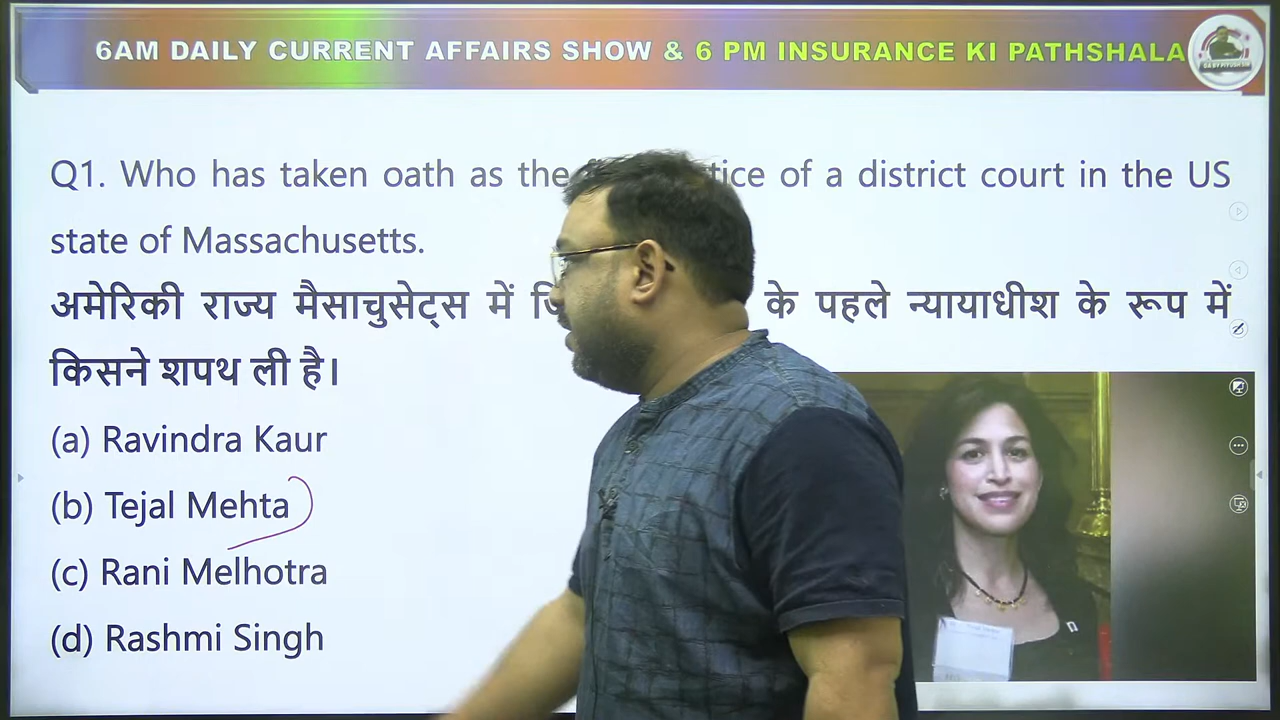 6AM DAILY CURRENT AFFAIRS SHOW & 6 PM INSURANCE KI PATHSHALA
Q1. Who has taken oath as the tice of a district court in the US
state of Massachusetts.
अमेरिकी राज्य मैसाचुसेट्स में के पहले न्यायाधीश के रूप में
किसने शपथ ली है।
(a) Ravindra Kaur
(b) Tejal Mehta
(c) Rani Melhotra
(d) Rashmi Singh